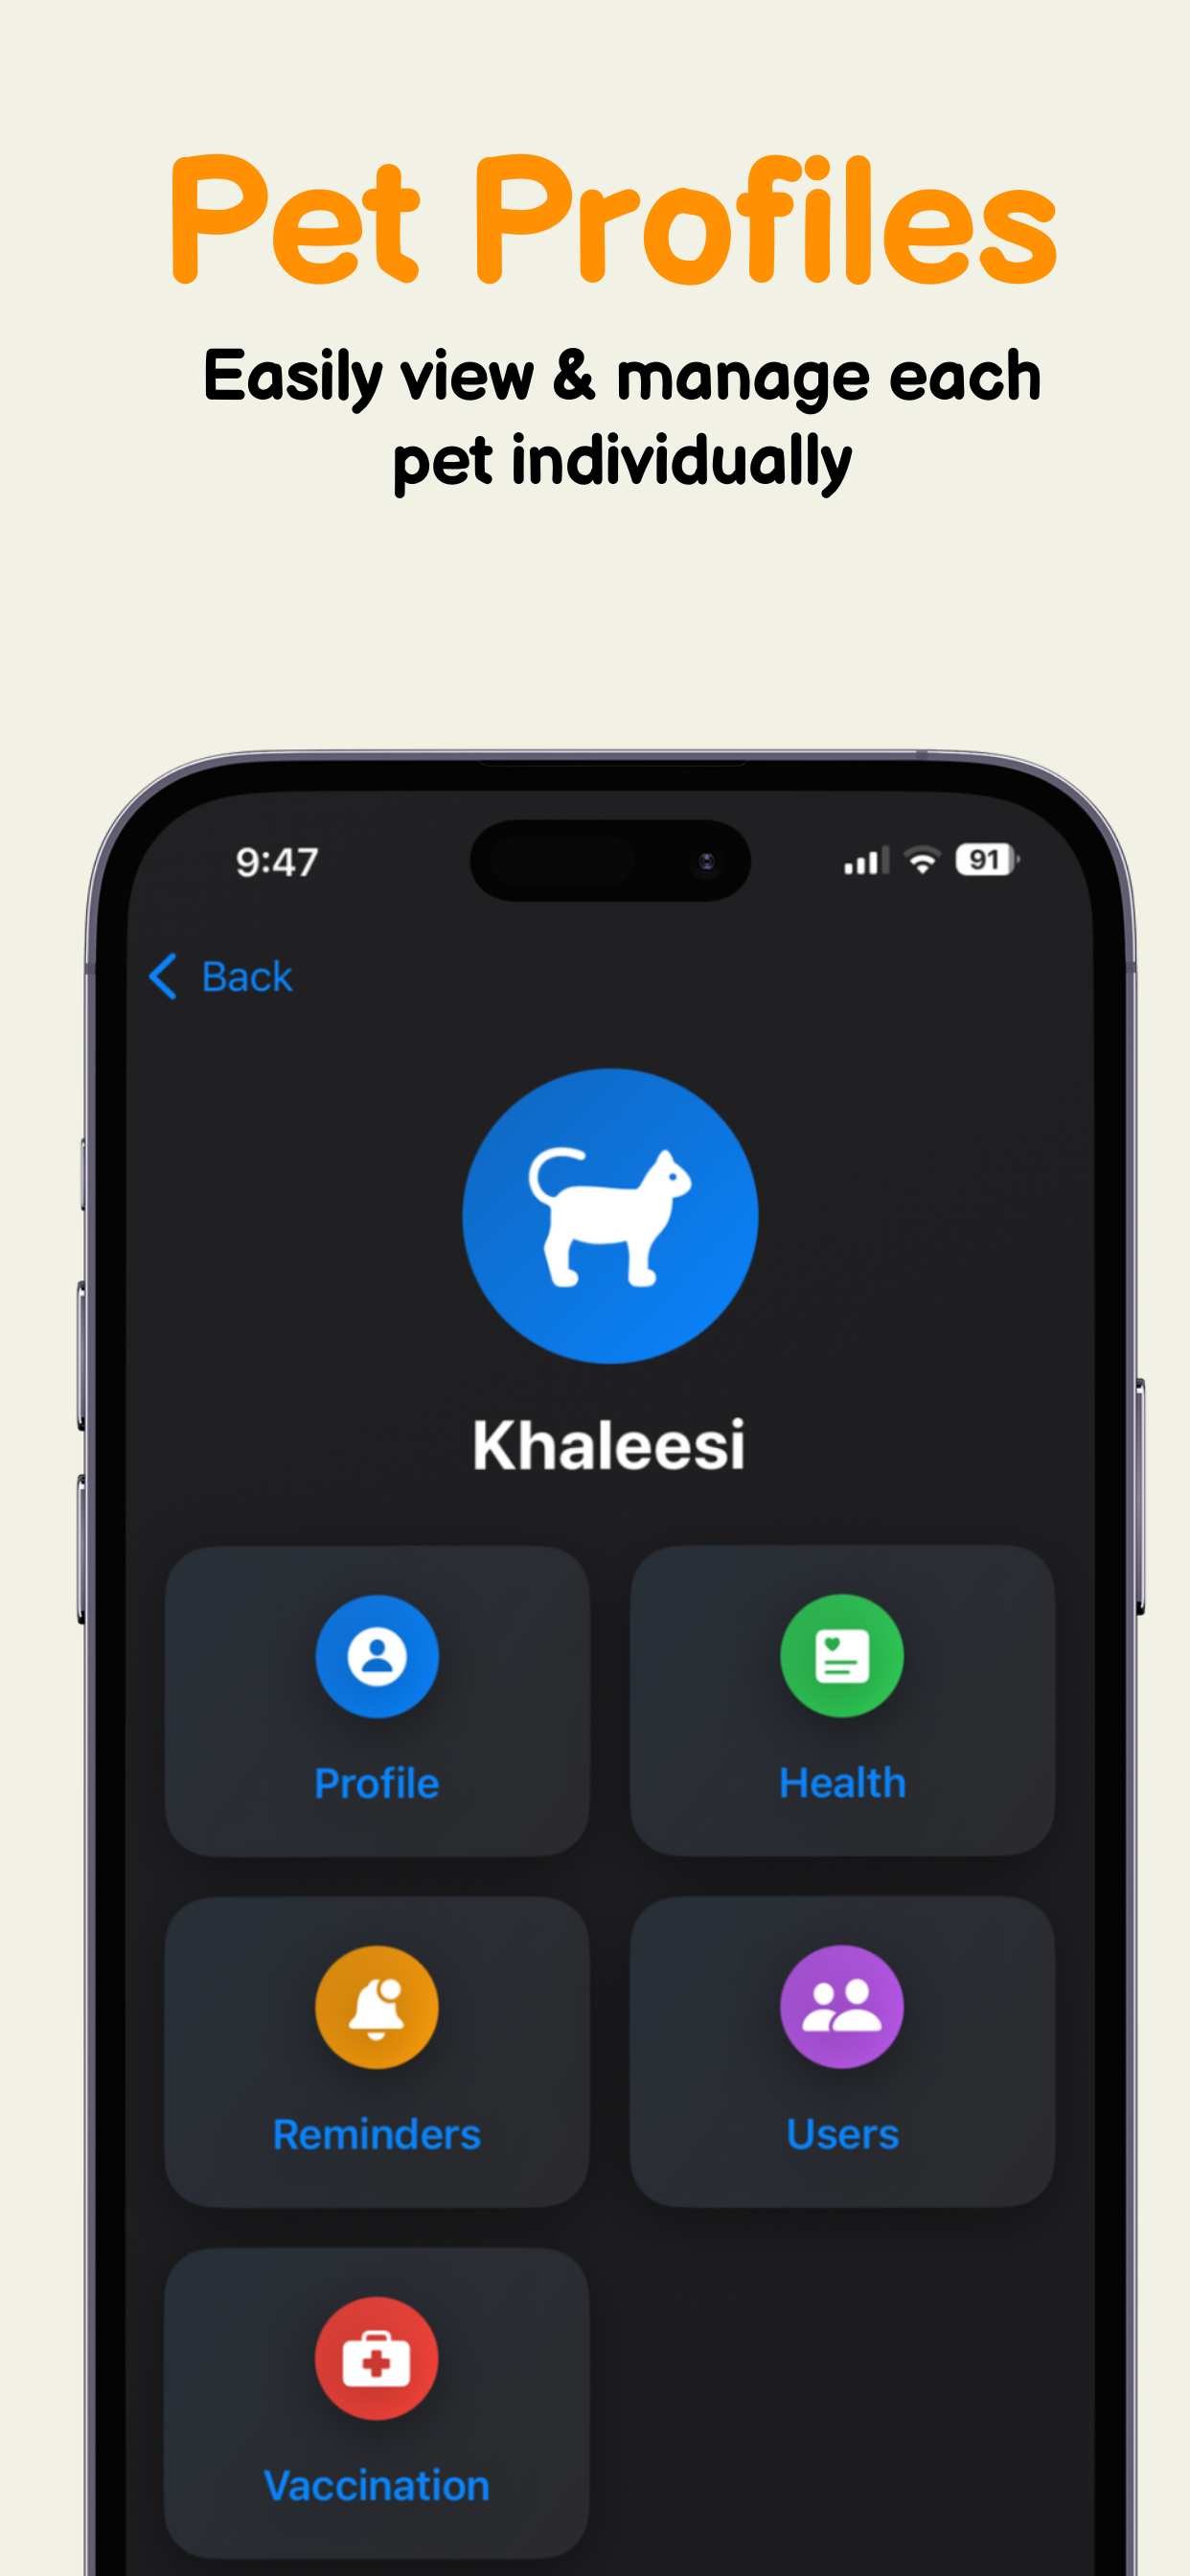 Pet Profiles
Easily view & manage each
pet individually
9:47
91
Back
Khaleesi
Profile
Health
Reminders
Users
Vaccination